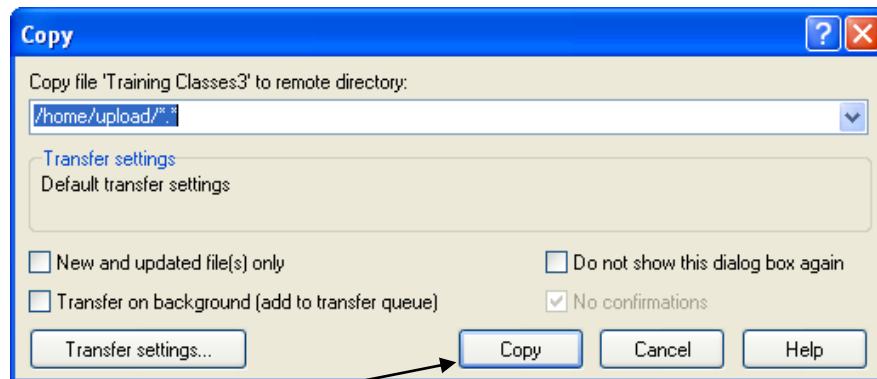 Copy
Copy file 'Training Classes3' to remote directory:
/home/upload/*.*
Transfer settings
Default transfer settings
New and updated file(s) only
Do not show this dialog box again
Transfer on background (add to transfer queue)
No confirmations
Transfer settings...
Copy
Cancel
Help